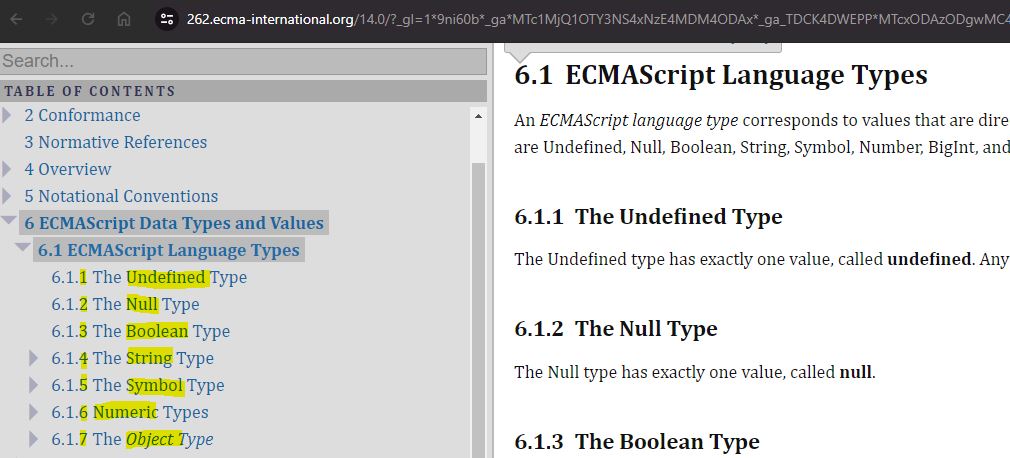 262.ecma-international.org/14.0/?_gl=1*9ni60b*_ga*MTc1MjQ1OTY3NS4xNzE4MDM4ODAx*_ga_TDCK4DWEPP*MTcxODAzODgwMC4
Search...
TABLE OF CONTENTS
2 Conformance
3 Normative References
4 Overview
5 Notational Conventions
6 ECMAScript Data Types and Values
6.1 ECMAScript Language Types
6.1.1 The Undefined Type
6.1.2 The Null Type
6.1.3 The Boolean Type
6.1.4 The String Type
6.1.5 The Symbol Type
6.1.6 Numeric Types
6.1.7 The Object Type
6.1 ECMAScript Language Types
An ECMAScript language type corresponds to values that are dire
are Undefined, Null, Boolean, String, Symbol, Number, BigInt, and
6.1.1 The Undefined Type
The Undefined type has exactly one value, called undefined. Any
6.1.2 The Null Type
The Null type has exactly one value, called null.
6.1.3 The Boolean Type